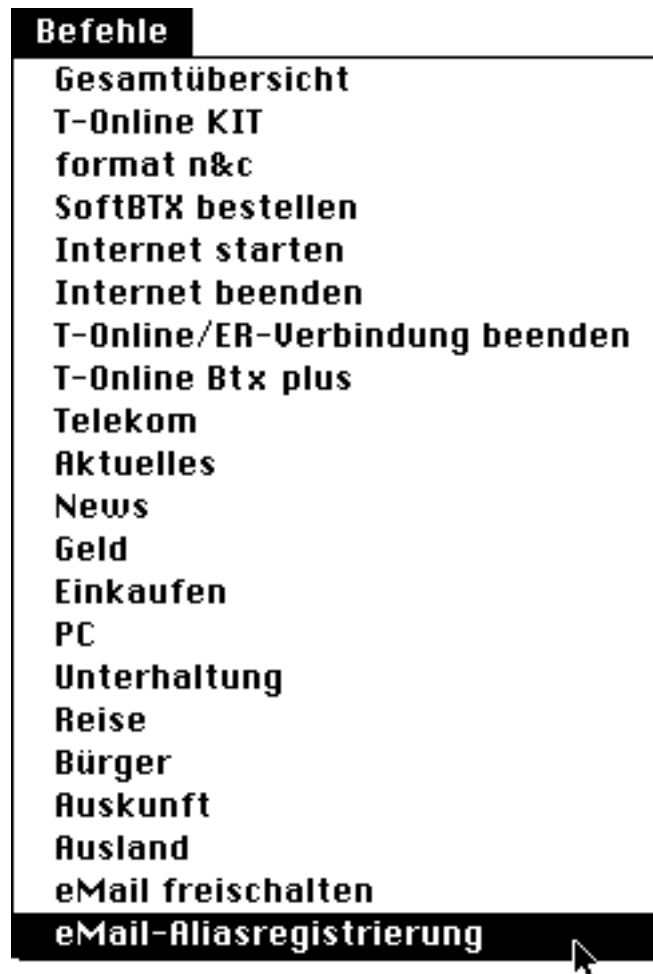 Befehle
Gesamtübersicht
T-Online KIT
format n&c
SoftBTX bestellen
Internet starten
Internet beenden
T-Online/ER-Verbindung beenden
T-Online Btx plus
Telekom
Aktuelles
News
Geld
Einkaufen
PC
Unterhaltung
Reise
Bürger
Auskunft
Ausland
eMail freischalten
eMail-Aliasregistrierung